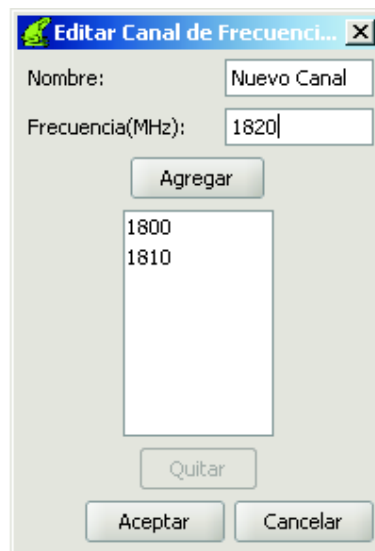 Editar Canal de Frecuenci...
Nombre: Nuevo Canal
Frecuencia(MHz): 1820
Agregar
1800
1810
Quitar
Aceptar Cancelar